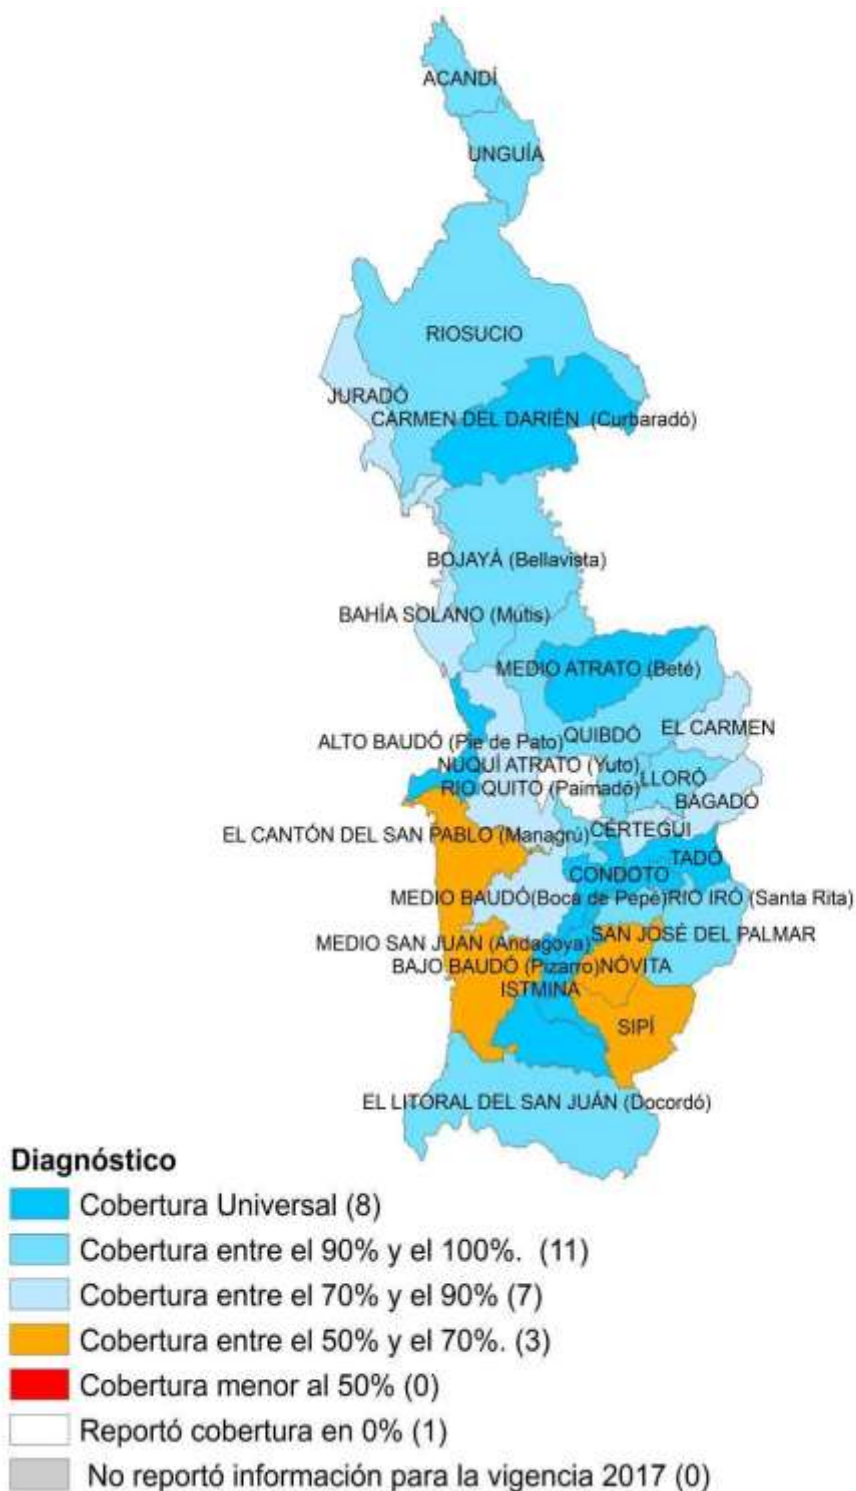 ACANDÍ
UNGUÍA
RIOSUCIO
JURADÓ
CARMEN DEL DARIÉN (Curbaradó)
BOJAYÁ (Bellavista)
BAHÍA SOLANO (Mutis)
MEDIO ATRATO (Beté)
EL CARMEN
QUIBDÓ
ALTO BAUDÓ (Pie de Pato)
NUQUÍ ATRATO (Yuto)
LLORÓ
RIO QUITO (Paimadó)
BAGADÓ
CÉRTEGUI
EL CANTÓN DEL SAN PABLO (Managrú)
TADÓ
CONDOTO
MEDIO BAUDÓ(Boca de Pepé)RIO IRÓ (Santa Rita)
SAN JOSÉ DEL PALMAR
MEDIO SAN JUAN (Andagoya)
BAJO BAUDÓ (Pizarro)NÓVITA
ISTMINA
SIPÍ
EL LITORAL DEL SAN JUÁN (Docordó)
Diagnóstico
Cobertura Universal (8)
Cobertura entre el 90% y el 100%. (11)
Cobertura entre el 70% y el 90% (7)
Cobertura entre el 50% y el 70%. (3)
Cobertura menor al 50% (0)
Reportó cobertura en 0% (1)
No reportó información para la vigencia 2017 (0)